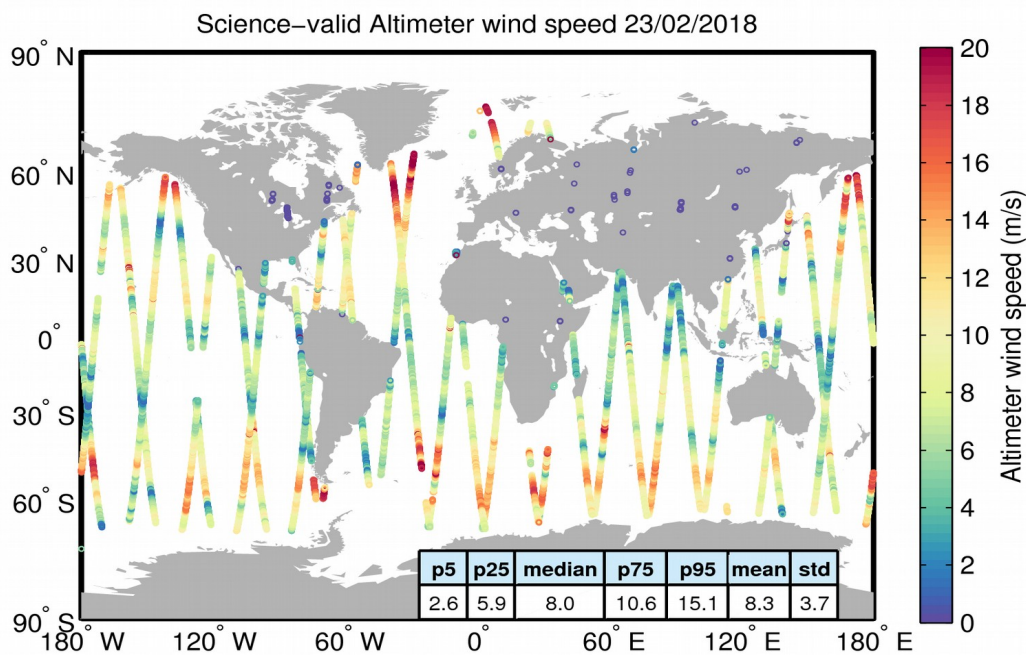 Science−valid Altimeter wind speed 23/02/2018
90° N
60° N
30° N
0°
30° S
60° S
90° S
180° W
120° W
60° W
0°
60° E
120° E
180° E
p5 p25 median p75 p95 mean std
2.6 5.9 8.0 10.6 15.1 8.3 3.7
20
18
16
14
12
10
8
6
4
2
0
Altimeter wind speed (m/s)